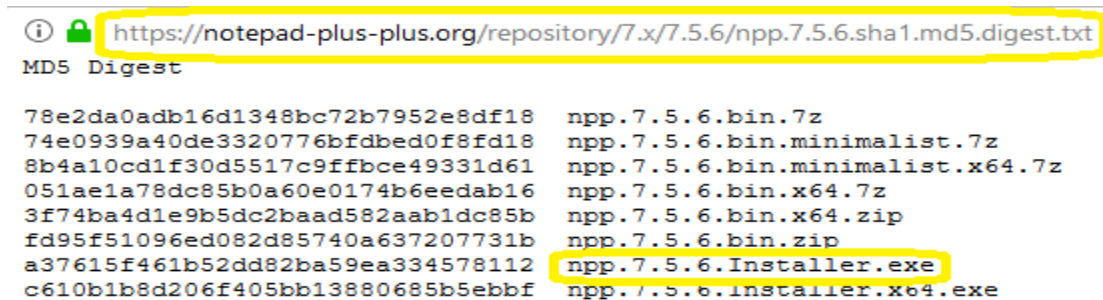 https://notepad-plus-plus.org/repository/7.x/7.5.6/npp.7.5.6.sha1.md5.digest.txt
MD5 Digest
78e2da0adb16d1348bc72b7952e8df18 npp.7.5.6.bin.7z
74e0939a40de3320776bfdbed0f8fd18 npp.7.5.6.bin.minimalist.7z
8b4a10cd1f30d5517c9ffbce49331d61 npp.7.5.6.bin.minimalist.x64.7z
051ae1a78dc85b0a60e0174b6eedab16 npp.7.5.6.bin.x64.7z
3f74ba4d1e9b5dc2baad582aab1dc85b npp.7.5.6.bin.x64.zip
fd95f51096ed082d85740a637207731b npp.7.5.6.bin.zip
a37615f461b52dd82ba59ea334578112 npp.7.5.6.Installer.exe
c610b1b8d206f405bb13880685b5ebbf npp.7.5.6.Installer.x64.exe